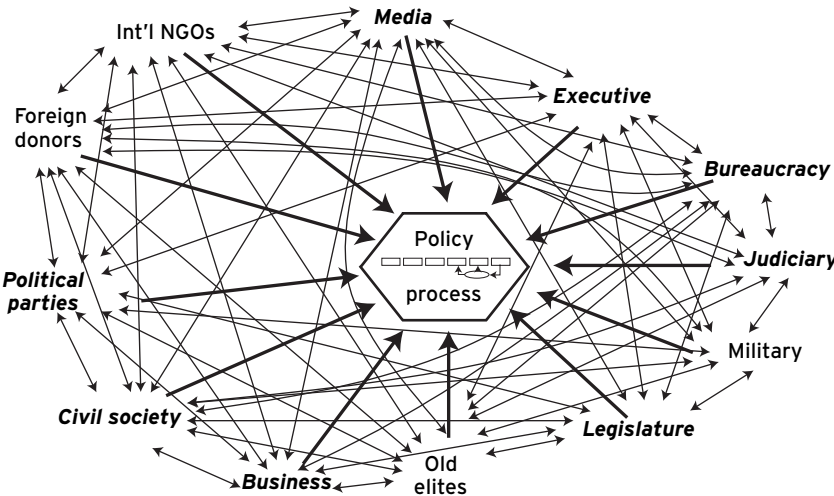 Media
Int'l NGOs
Executive
Foreign
donors
Bureaucracy
Policy
process
Judiciary
Political
parties
Military
Civil society
Legislature
Old
elites
Business